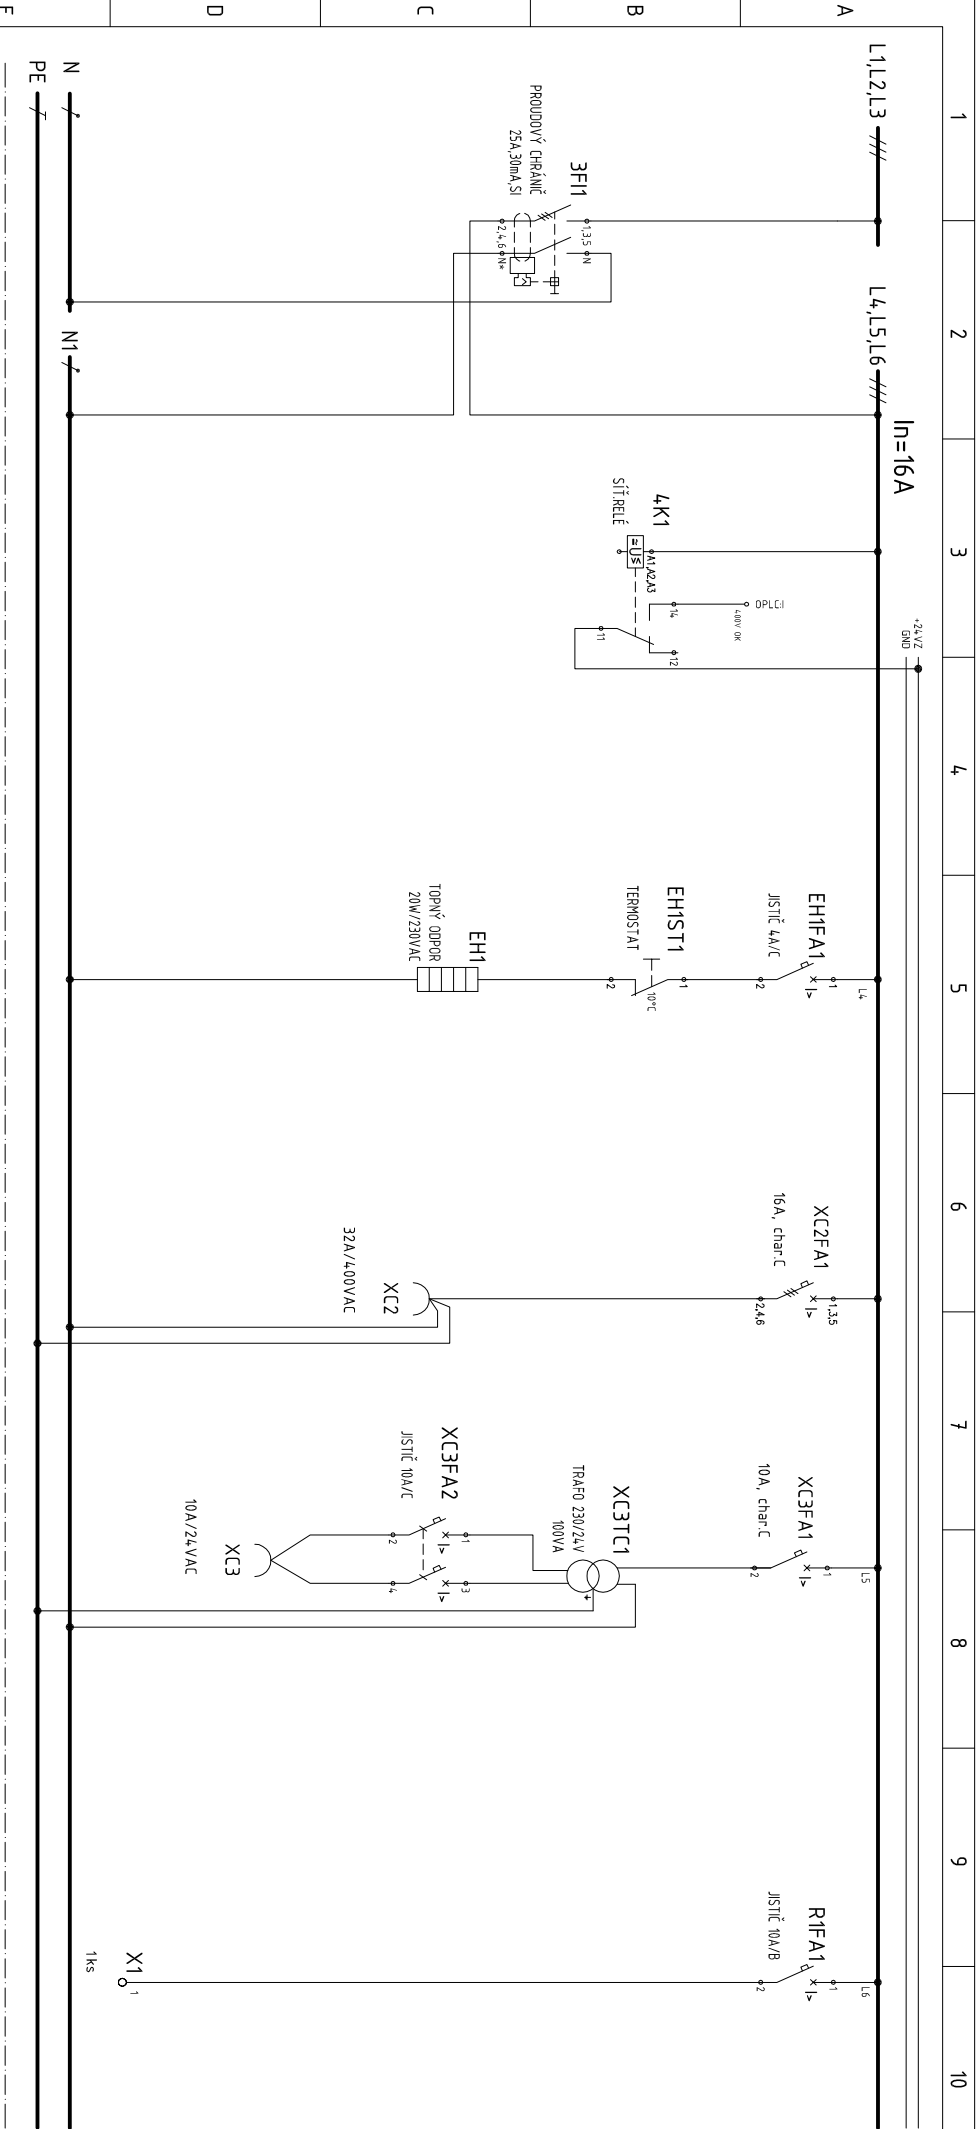 1
2
3
4
5
6
7
8
9
10
A
B
C
D
F
L1,L2,L3
L4,L5,L6
In=16A
N
PE
N1
3FI1
PROUDOVÝ CHRÁNIČ
25A,30mA,SI
1,3,5
N
2,4,6
N*
4K1
SÍŤ.RELÉ
≈U≤
A1,A2,A3
14
12
11
OPLC:I
400V OK
+24VZ
GND
EH1FA1
JISTIČ 4A/C
1
2
I>
L4
EH1ST1
TERMOSTAT
1
2
10°C
EH1
TOPNÝ ODPOR
20W/230VAC
XC2FA1
16A, char.C
1,3,5
2,4,6
I>
XC2
32A/400VAC
XC3FA1
10A, char.C
1
2
I>
L5
XC3TC1
TRAFO 230/24V
100VA
XC3FA2
JISTIČ 10A/C
1
2
I>
3
4
I>
XC3
10A/24VAC
R1FA1
JISTIČ 10A/B
1
2
I>
L6
X1
1
1ks